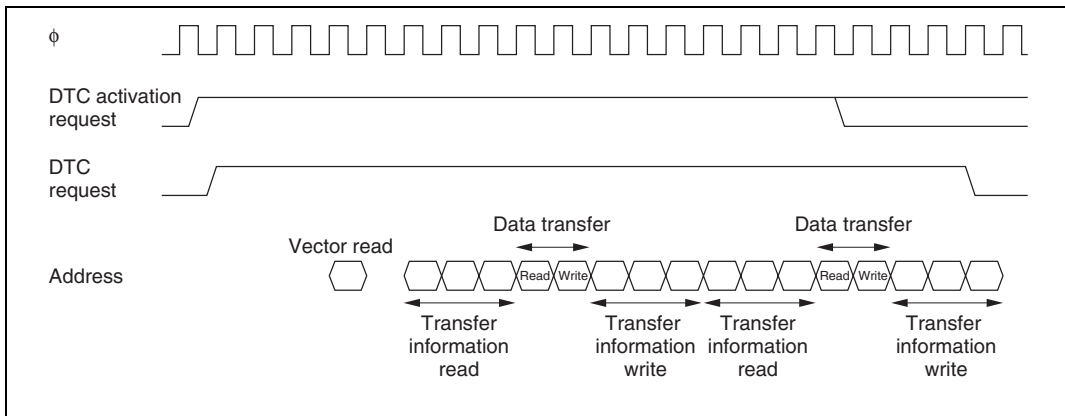 φ
DTC activation
request
DTC
request
Data transfer
Data transfer
Vector read
Address
Read Write
Read Write
Transfer
information
read
Transfer
information
write
Transfer
information
read
Transfer
information
write